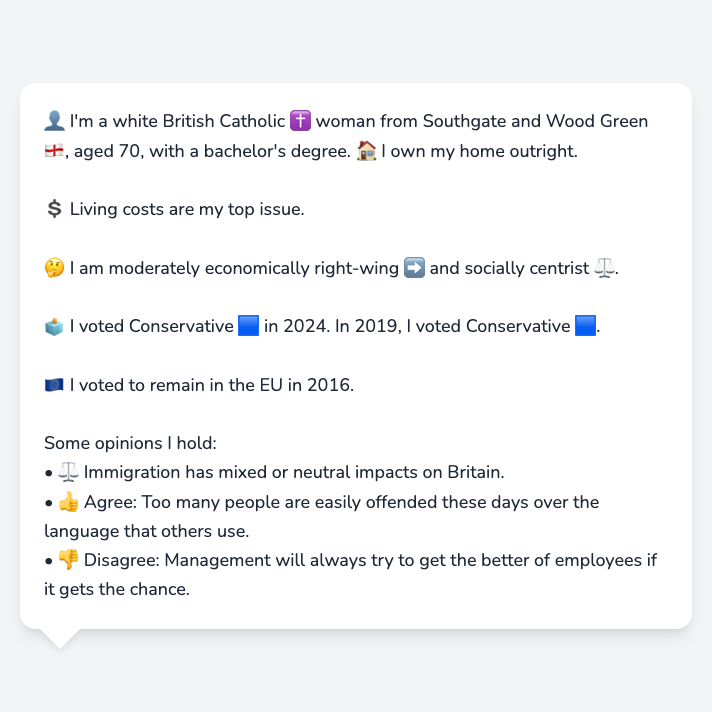 👤 I'm a white British Catholic ✝️ woman from Southgate and Wood Green
🏴󠁧󠁢󠁥󠁮󠁧󠁿, aged 70, with a bachelor's degree. 🏠 I own my home outright.
💲 Living costs are my top issue.
🤔 I am moderately economically right-wing ➡️ and socially centrist ⚖️.
🗳️ I voted Conservative 🟦 in 2024. In 2019, I voted Conservative 🟦.
🇪🇺 I voted to remain in the EU in 2016.
Some opinions I hold:
• ⚖️ Immigration has mixed or neutral impacts on Britain.
• 👍 Agree: Too many people are easily offended these days over the
language that others use.
• 👎 Disagree: Management will always try to get the better of employees if
it gets the chance.